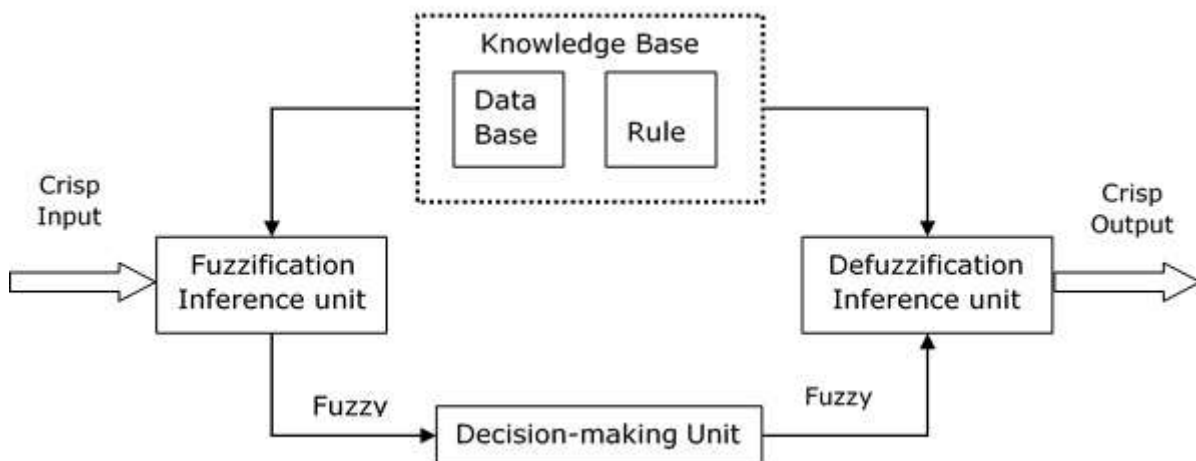 Knowledge Base
Data
Base
Rule
Crisp
Input
Crisp
Output
Fuzzification
Inference unit
Defuzzification
Inference unit
Fuzzy
Fuzzy
Decision-making Unit